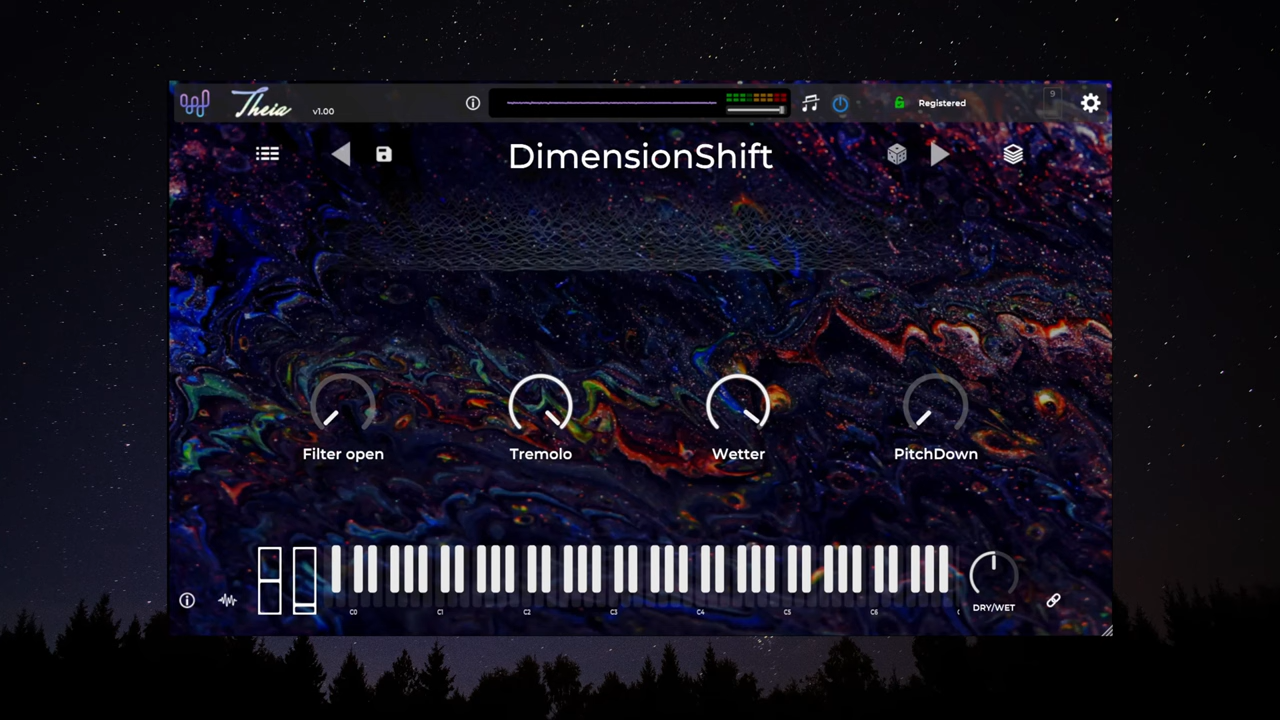 Theia
v1.00
Registered
9
DimensionShift
Filter open
Tremolo
Wetter
PitchDown
C0
C1
C2
C3
C4
C5
C6
DRY/WET